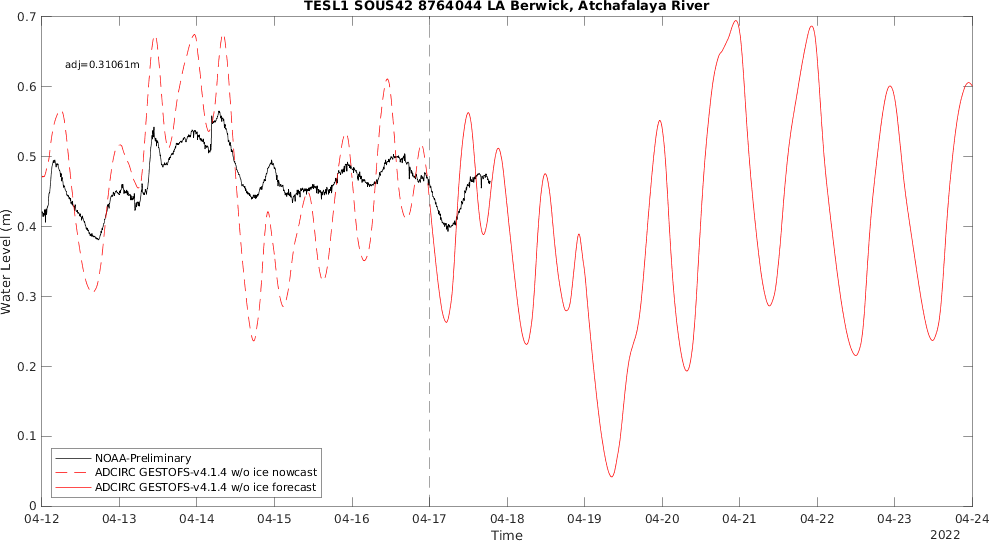 TESL1 SOUS42 8764044 LA Berwick, Atchafalaya River
0.7
adj=0.31061m
0.6
0.5
0.4
Water Level (m)
0.3
0.2
0.1
NOAA-Preliminary
ADCIRC GESTOFS-v4.1.4 w/o ice nowcast
ADCIRC GESTOFS-v4.1.4 w/o ice forecast
0
04-12 04-13 04-14 04-15 04-16 04-17 04-18 04-19 04-20 04-21 04-22 04-23 04-24
Time
2022